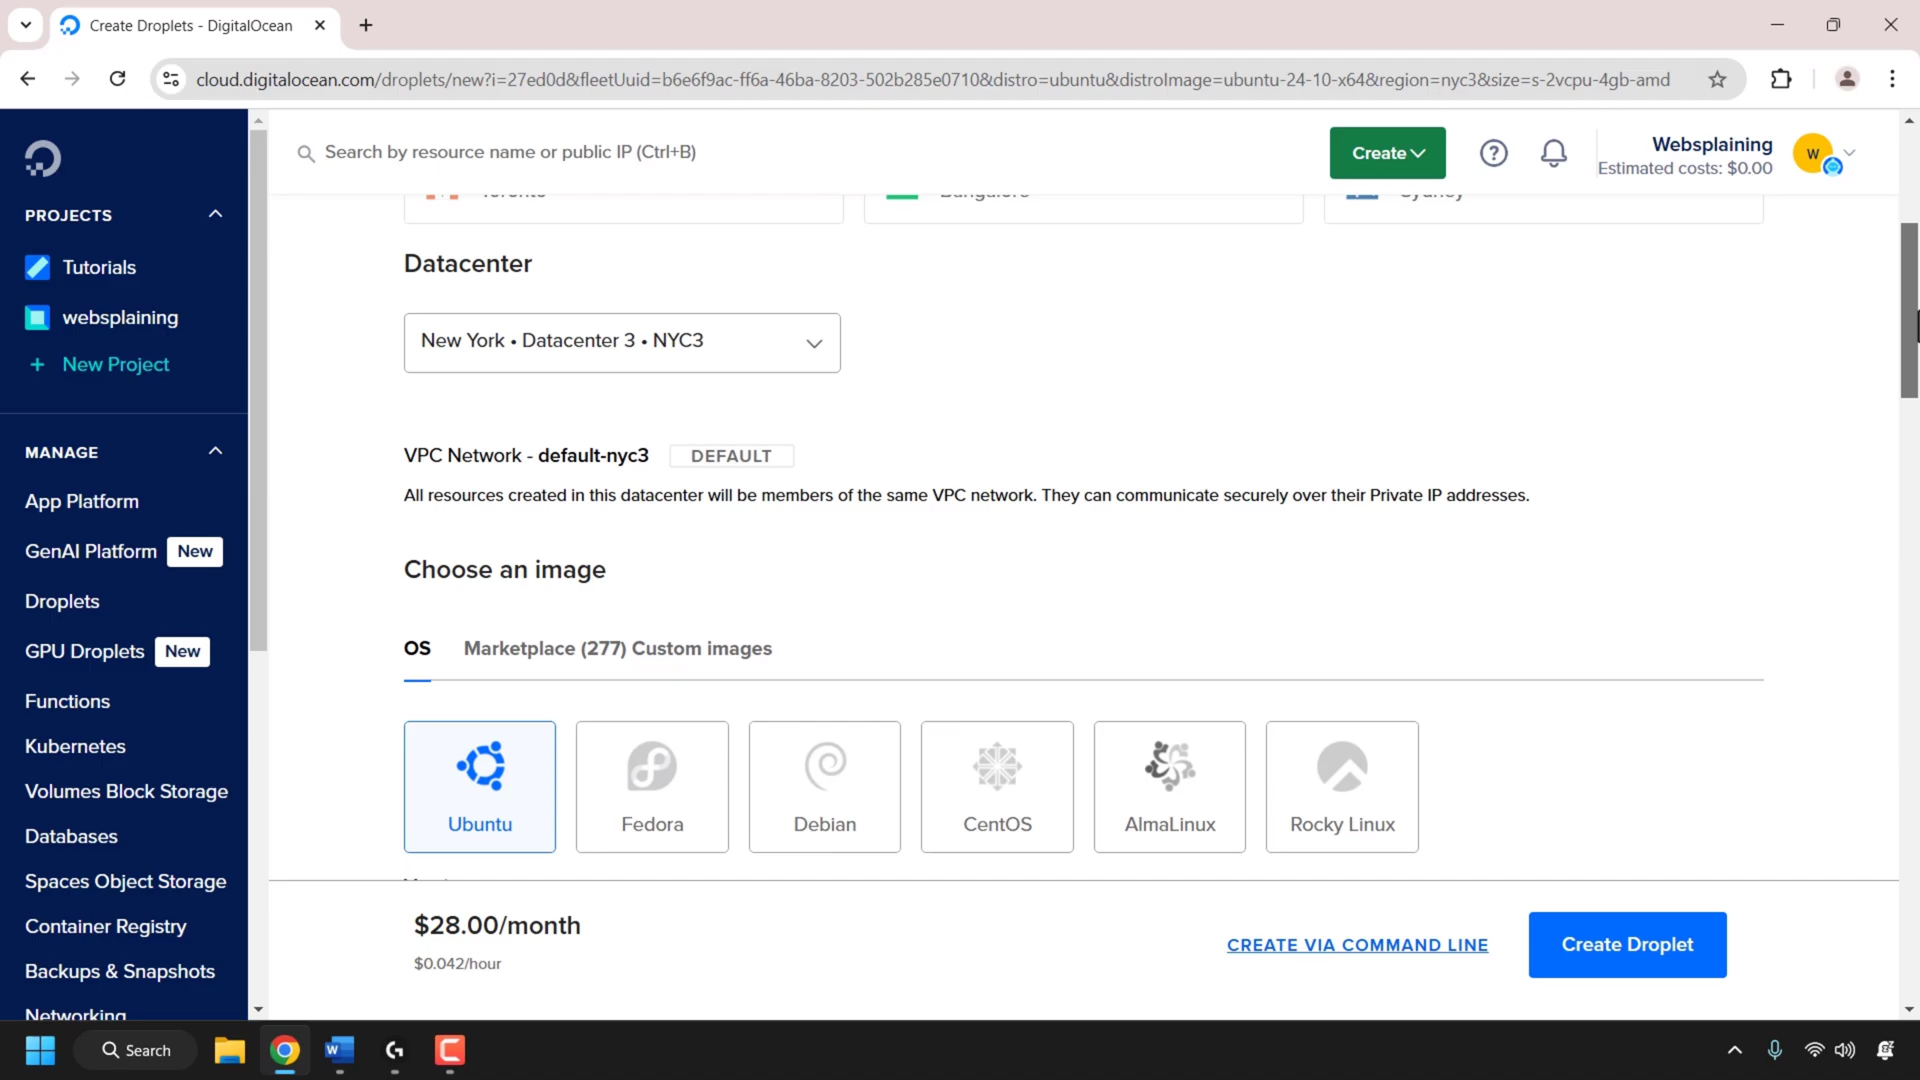 Create Droplets - DigitalOcean
cloud.digitalocean.com/droplets/new?i=27ed0d&fleetUuid=b6e6f9ac-ff6a-46ba-8203-502b285e0710&distro=ubuntu&distroImage=ubuntu-24-10-x64&region=nyc3&size=s-2vcpu-4gb-amd
Search by resource name or public IP (Ctrl+B)
Create
Websplaining
Estimated costs: $0.00
W
PROJECTS
Tutorials
websplaining
+ New Project
MANAGE
App Platform
GenAI Platform New
Droplets
GPU Droplets New
Functions
Kubernetes
Volumes Block Storage
Databases
Spaces Object Storage
Container Registry
Backups & Snapshots
Networking
Toronto
Bangalore
Sydney
Datacenter
New York • Datacenter 3 • NYC3
VPC Network - default-nyc3 DEFAULT
All resources created in this datacenter will be members of the same VPC network. They can communicate securely over their Private IP addresses.
Choose an image
OS Marketplace (277) Custom images
Ubuntu
Fedora
Debian
CentOS
AlmaLinux
Rocky Linux
$28.00/month
$0.042/hour
CREATE VIA COMMAND LINE
Create Droplet
Search